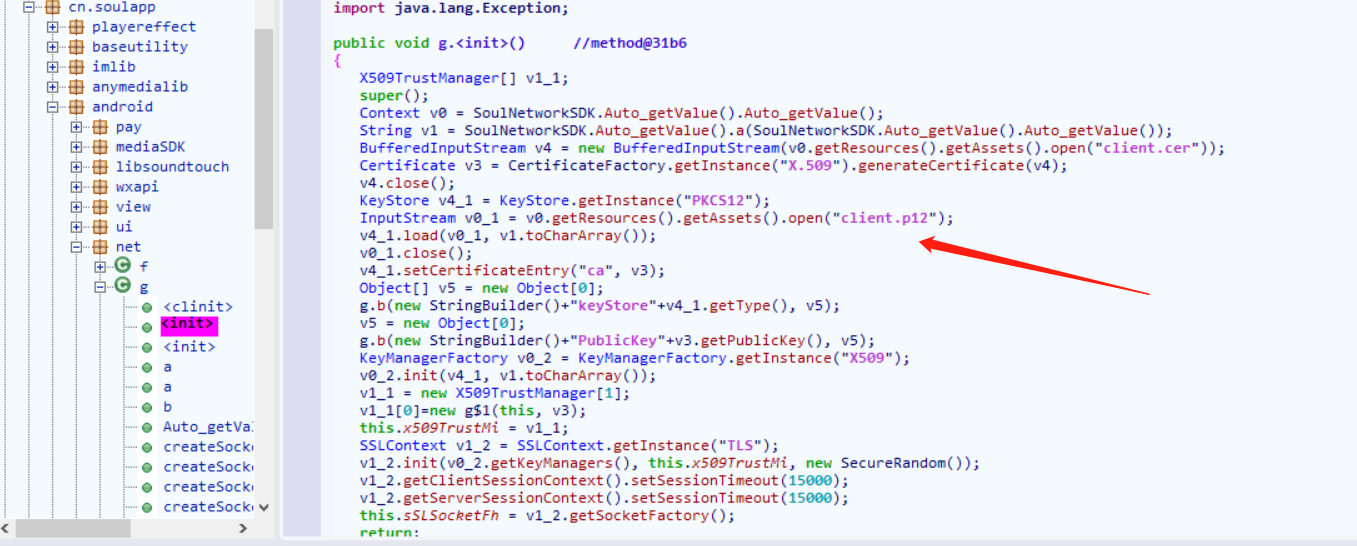 cn.soulapp
playereffect
baseutility
imlib
anymedialib
android
pay
mediaSDK
libsoundtouch
wxapi
view
ui
net
f
g
<clinit>
<init>
<init>
a
a
b
Auto_getVal
createSocke
createSocke
createSocke
createSocke
import java.lang.Exception;
public void g.<init>()     //method@31b6
{
X509TrustManager[] v1_1;
super();
Context v0 = SoulNetworkSDK.Auto_getValue().Auto_getValue();
String v1 = SoulNetworkSDK.Auto_getValue().a(SoulNetworkSDK.Auto_getValue().Auto_getValue());
BufferedInputStream v4 = new BufferedInputStream(v0.getResources().getAssets().open("client.cer"));
Certificate v3 = CertificateFactory.getInstance("X.509").generateCertificate(v4);
v4.close();
KeyStore v4_1 = KeyStore.getInstance("PKCS12");
InputStream v0_1 = v0.getResources().getAssets().open("client.p12");
v4_1.load(v0_1, v1.toCharArray());
v0_1.close();
v4_1.setCertificateEntry("ca", v3);
Object[] v5 = new Object[0];
g.b(new StringBuilder()+"keyStore"+v4_1.getType(), v5);
v5 = new Object[0];
g.b(new StringBuilder()+"PublicKey"+v3.getPublicKey(), v5);
KeyManagerFactory v0_2 = KeyManagerFactory.getInstance("X509");
v0_2.init(v4_1, v1.toCharArray());
v1_1 = new X509TrustManager[1];
v1_1[0]=new g$1(this, v3);
this.x509TrustMi = v1_1;
SSLContext v1_2 = SSLContext.getInstance("TLS");
v1_2.init(v0_2.getKeyManagers(), this.x509TrustMi, new SecureRandom());
v1_2.getClientSessionContext().setSessionTimeout(15000);
v1_2.getServerSessionContext().setSessionTimeout(15000);
this.sSLSocketFh = v1_2.getSocketFactory();
return;